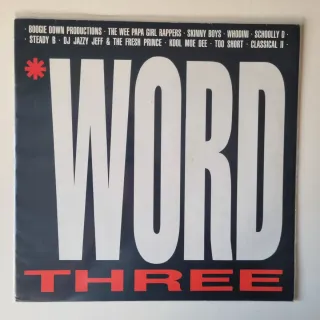 · BOOGIE DOWN PRODUCTIONS · THE WEE PAPA GIRL RAPPERS · SKINNY BOYS · WHODINI · SCHOOLLY D ·
· STEADY B · DJ JAZZY JEFF & THE FRESH PRINCE · KOOL MOE DEE · TOO SHORT · CLASSICAL II ·
*WORD
THREE